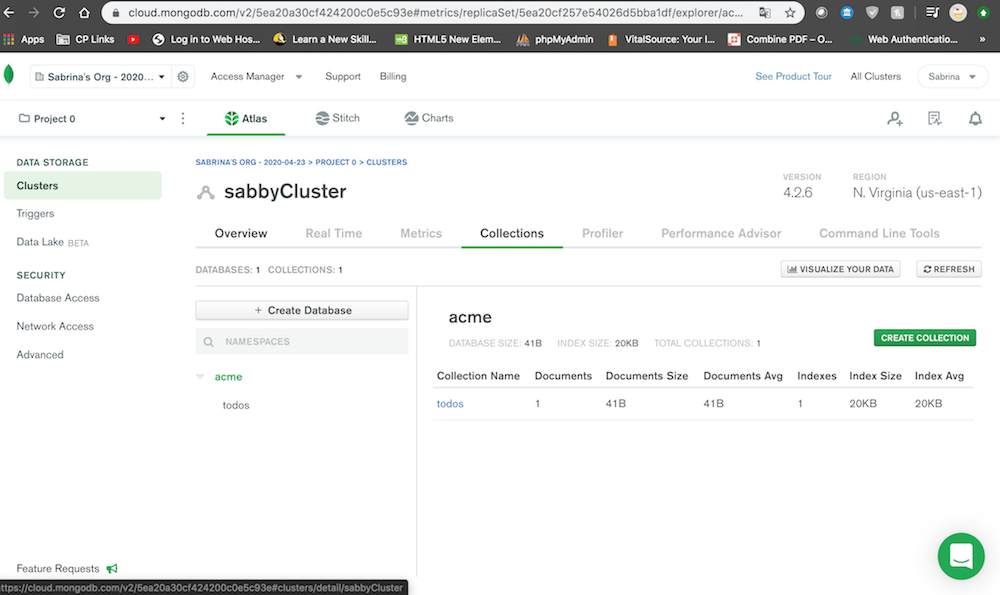 cloud.mongodb.com/v2/5ea20a30cf424200c0e5c93e#metrics/replicaSet/5ea20cf257e54026d5bba1df/explorer/ac...
Apps CP Links Log in to Web Hos... Learn a New Skill... HTML5 New Elem... phpMyAdmin VitalSource: Your I... Combine PDF – O... Web Authenticatio... »
Sabrina's Org - 2020... Access Manager Support Billing See Product Tour All Clusters Sabrina
Project 0 Atlas Stitch Charts
DATA STORAGE
Clusters
Triggers
Data Lake BETA
SECURITY
Database Access
Network Access
Advanced
Feature Requests
SABRINA'S ORG - 2020-04-23 > PROJECT 0 > CLUSTERS
sabbyCluster
VERSION REGION
4.2.6 N. Virginia (us-east-1)
Overview Real Time Metrics Collections Profiler Performance Advisor Command Line Tools
DATABASES: 1 COLLECTIONS: 1 VISUALIZE YOUR DATA REFRESH
+ Create Database
NAMESPACES
acme
todos
acme
DATABASE SIZE: 41B INDEX SIZE: 20KB TOTAL COLLECTIONS: 1 CREATE COLLECTION
Collection Name Documents Documents Size Documents Avg Indexes Index Size Index Avg
todos 1 41B 41B 1 20KB 20KB
ttps://cloud.mongodb.com/v2/5ea20a30cf424200c0e5c93e#clusters/detail/sabbyCluster